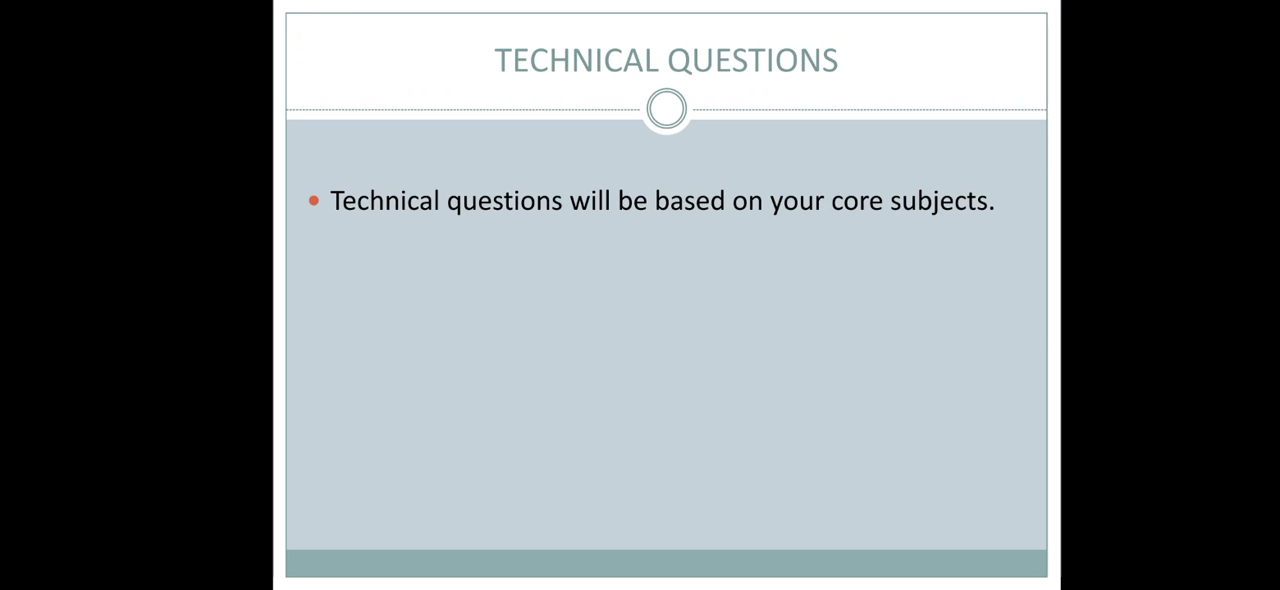 TECHNICAL QUESTIONS
Technical questions will be based on your core subjects.